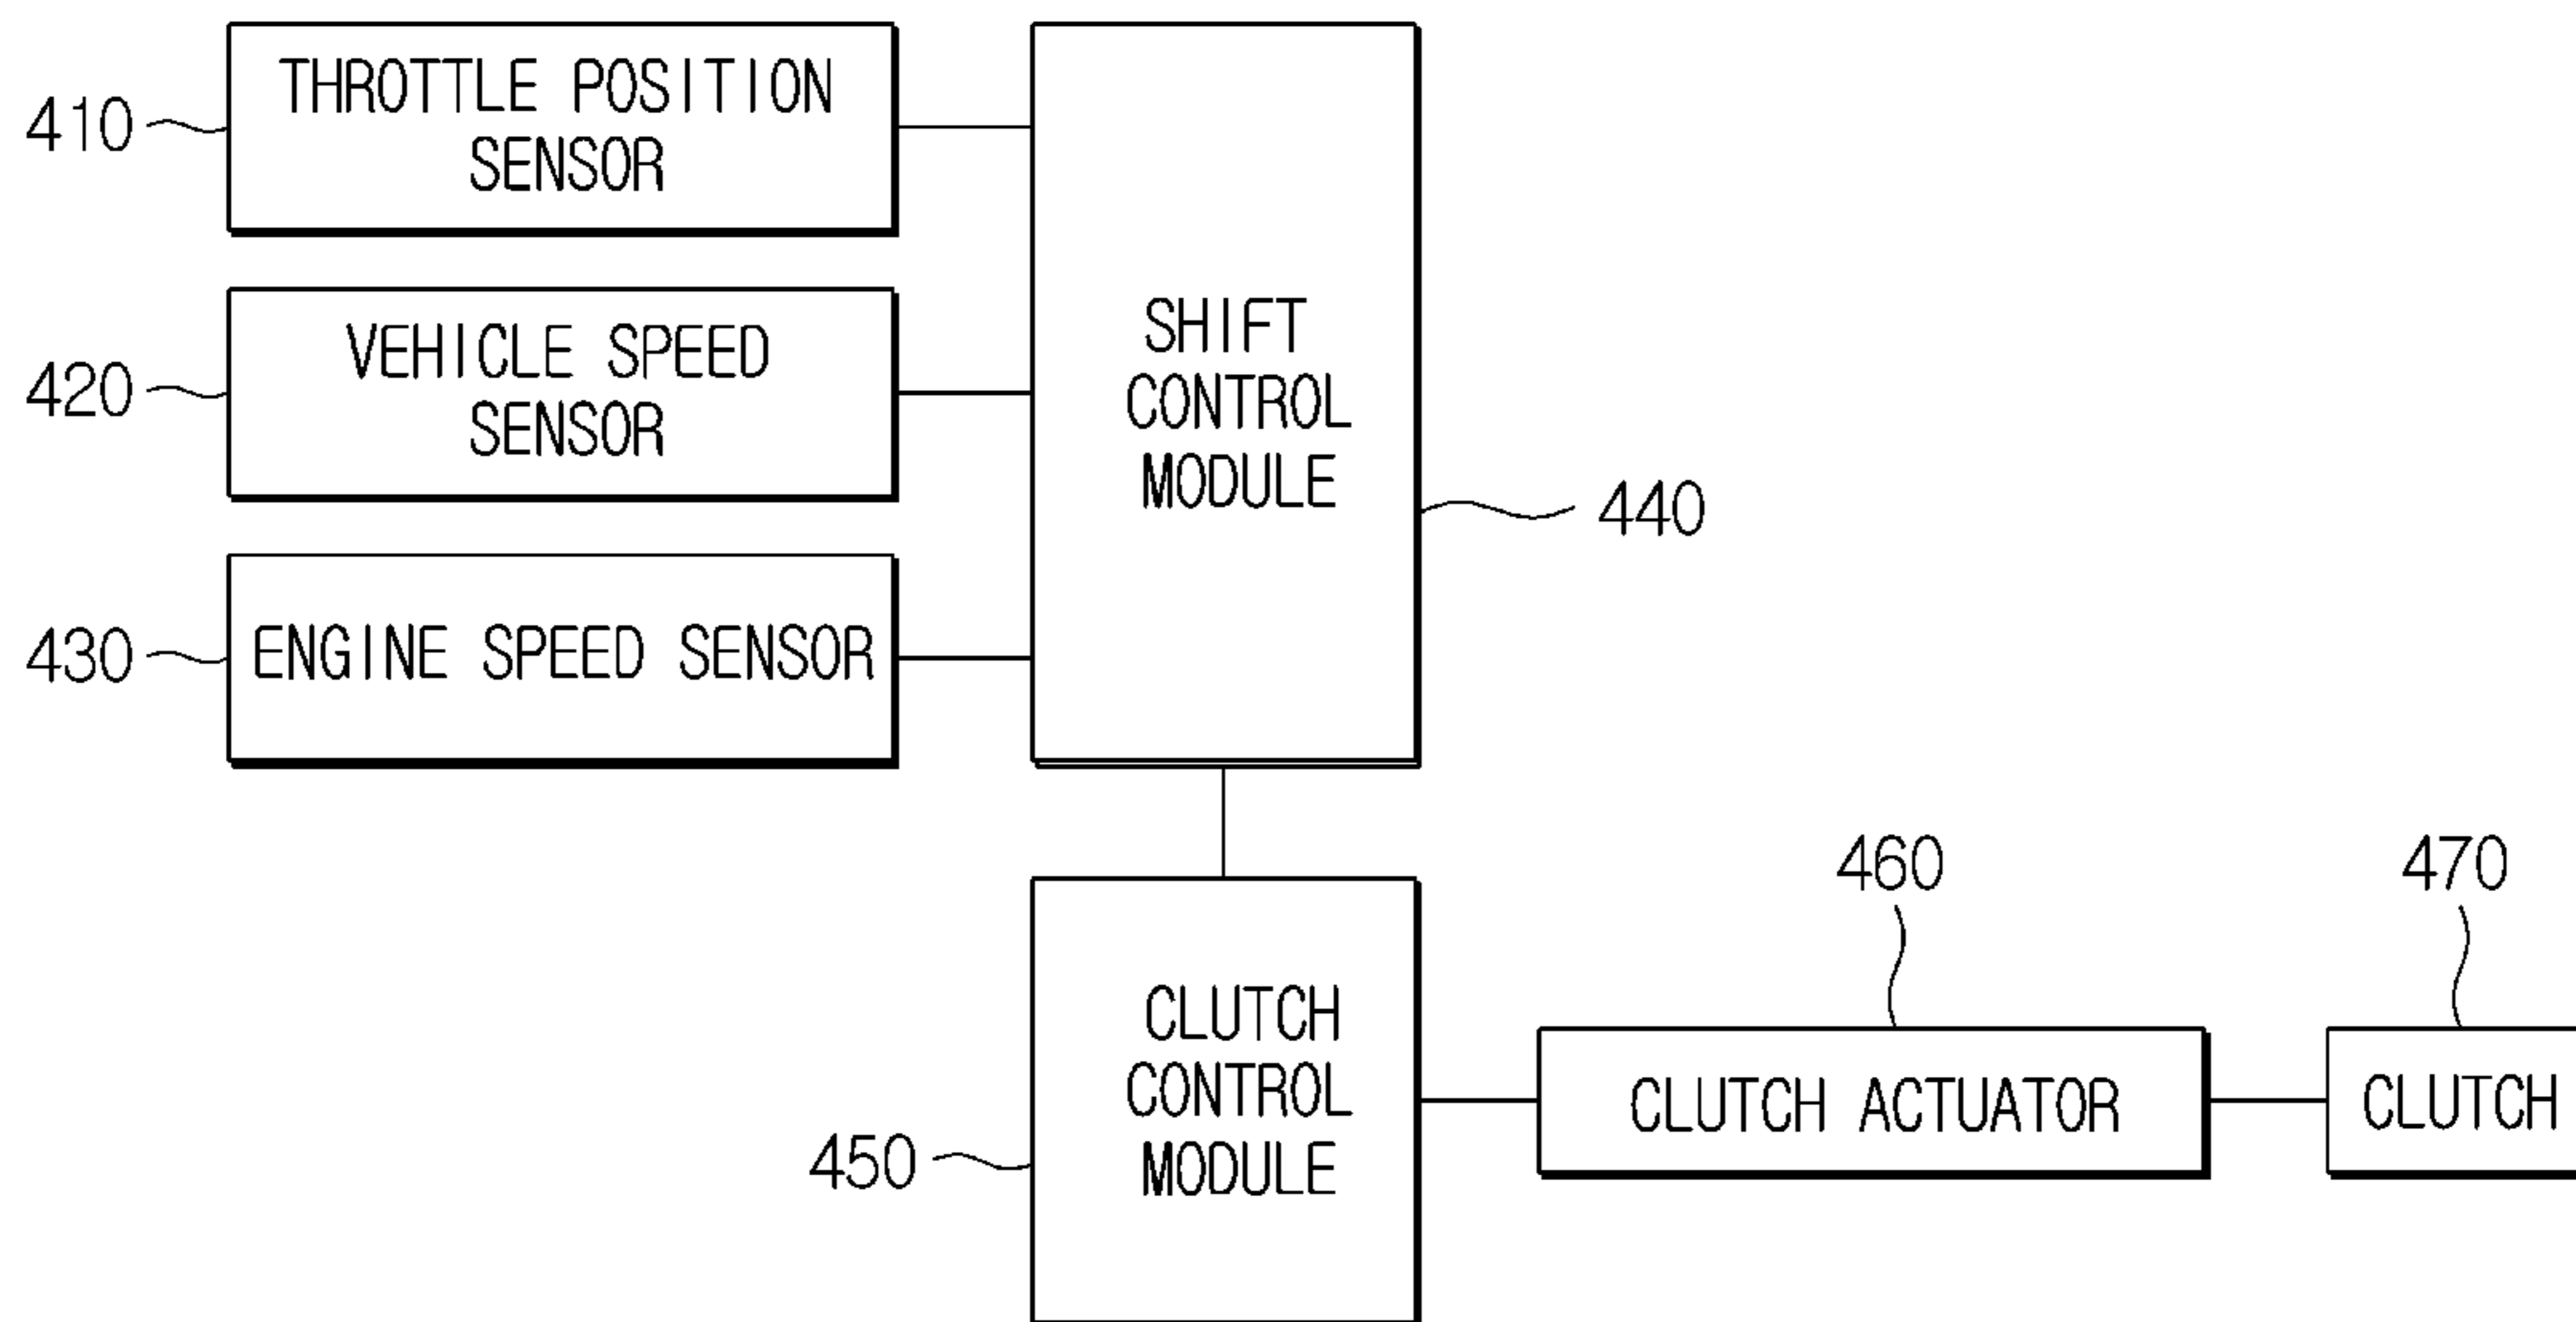 410
THROTTLE POSITION
SENSOR
420
VEHICLE SPEED
SENSOR
430
ENGINE SPEED SENSOR
SHIFT
CONTROL
MODULE
440
450
CLUTCH
CONTROL
MODULE
460
CLUTCH ACTUATOR
470
CLUTCH